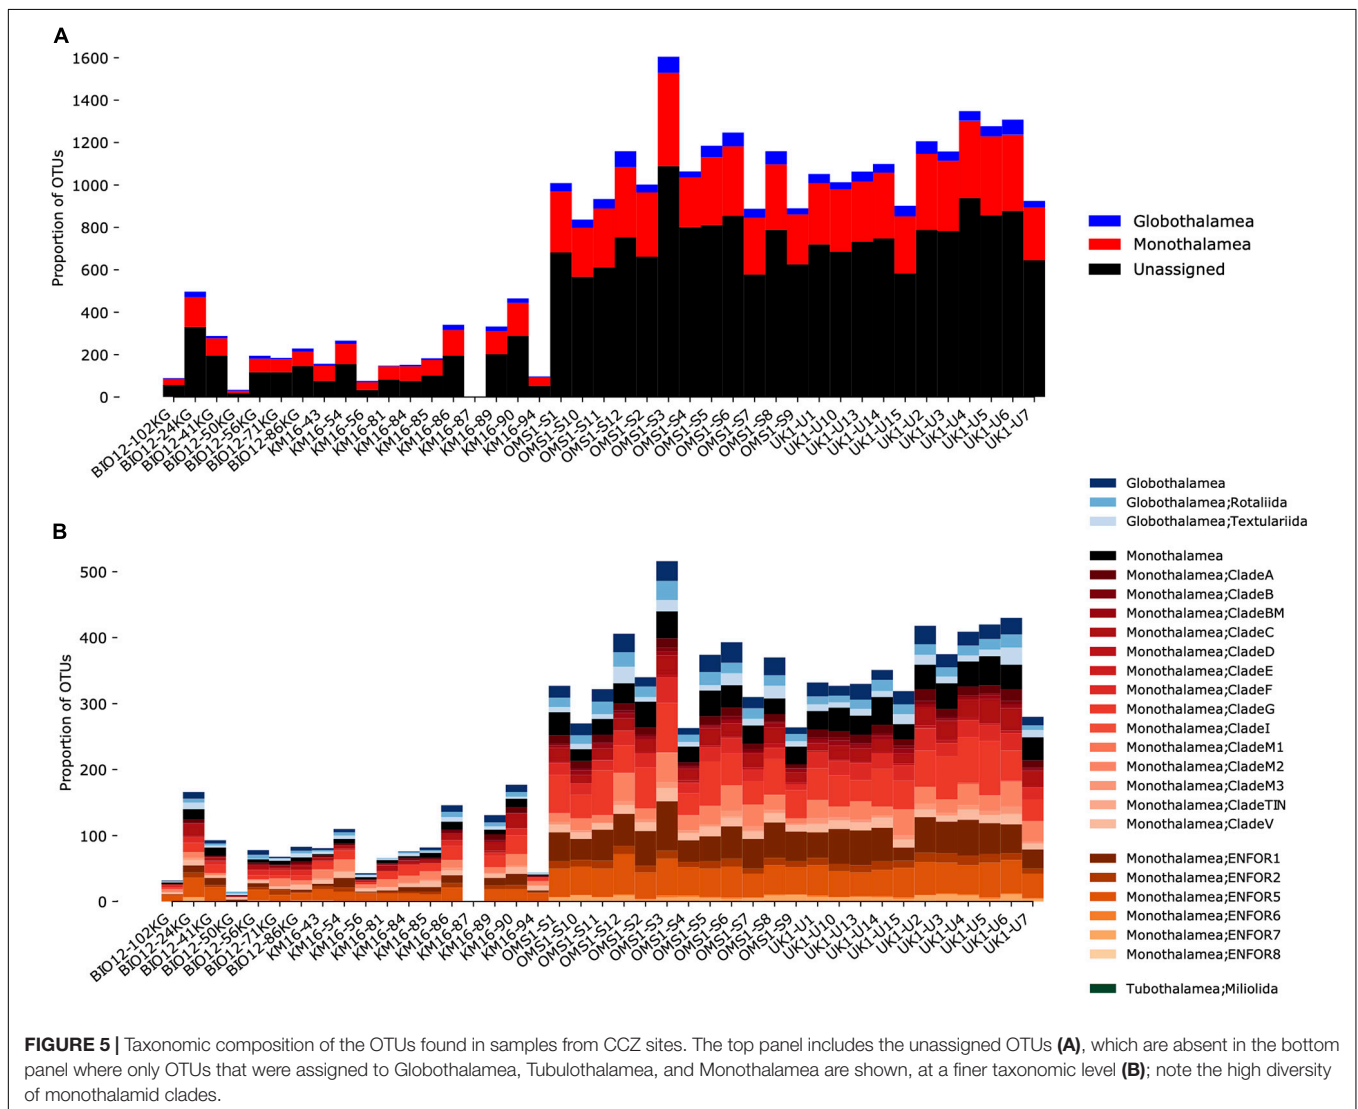 A
1600
1400
1200
1000
800
600
400
200
0
Proportion of OTUs
BIO12-102KG
BIO12-24KG
BIO12-41KG
BIO12-50KG
BIO12-56KG
BIO12-71KG
BIO12-86KG
KM16-43
KM16-54
KM16-56
KM16-81
KM16-84
KM16-85
KM16-86
KM16-87
KM16-89
KM16-90
KM16-94
OMS1-S1
OMS1-S10
OMS1-S11
OMS1-S12
OMS1-S2
OMS1-S3
OMS1-S4
OMS1-S5
OMS1-S6
OMS1-S7
OMS1-S8
OMS1-S9
UK1-U1
UK1-U10
UK1-U13
UK1-U14
UK1-U15
UK1-U2
UK1-U3
UK1-U4
UK1-U5
UK1-U6
UK1-U7
Globothalamea
Monothalamea
Unassigned
B
500
400
300
200
100
0
Proportion of OTUs
BIO12-102KG
BIO12-24KG
BIO12-41KG
BIO12-50KG
BIO12-56KG
BIO12-71KG
BIO12-86KG
KM16-43
KM16-54
KM16-56
KM16-81
KM16-84
KM16-85
KM16-86
KM16-87
KM16-89
KM16-90
KM16-94
OMS1-S1
OMS1-S10
OMS1-S11
OMS1-S12
OMS1-S2
OMS1-S3
OMS1-S4
OMS1-S5
OMS1-S6
OMS1-S7
OMS1-S8
OMS1-S9
UK1-U1
UK1-U10
UK1-U13
UK1-U14
UK1-U15
UK1-U2
UK1-U3
UK1-U4
UK1-U5
UK1-U6
UK1-U7
Globothalamea
Globothalamea;Rotaliida
Globothalamea;Textulariida
Monothalamea
Monothalamea;CladeA
Monothalamea;CladeB
Monothalamea;CladeBM
Monothalamea;CladeC
Monothalamea;CladeD
Monothalamea;CladeE
Monothalamea;CladeF
Monothalamea;CladeG
Monothalamea;CladeI
Monothalamea;CladeM1
Monothalamea;CladeM2
Monothalamea;CladeM3
Monothalamea;CladeTIN
Monothalamea;CladeV
Monothalamea;ENFOR1
Monothalamea;ENFOR2
Monothalamea;ENFOR5
Monothalamea;ENFOR6
Monothalamea;ENFOR7
Monothalamea;ENFOR8
Tubothalamea;Miliolida
FIGURE 5 | Taxonomic composition of the OTUs found in samples from CCZ sites. The top panel includes the unassigned OTUs (A), which are absent in the bottom
panel where only OTUs that were assigned to Globothalamea, Tubulothalamea, and Monothalamea are shown, at a finer taxonomic level (B); note the high diversity
of monothalamid clades.